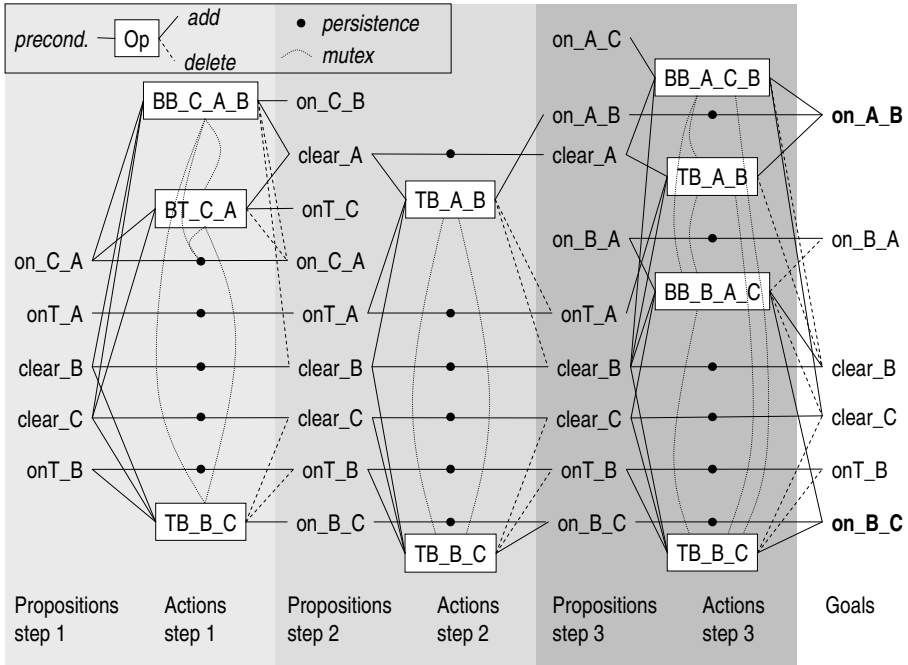 precond.
Op
add
delete
persistence
mutex
BB_C_A_B
BT_C_A
on_C_A
onT_A
clear_B
clear_C
onT_B
TB_B_C
on_C_B
clear_A
onT_C
on_C_A
onT_A
clear_B
clear_C
onT_B
on_B_C
TB_A_B
TB_B_C
on_A_C
on_A_B
clear_A
on_B_A
onT_A
clear_B
clear_C
onT_B
on_B_C
BB_A_C_B
TB_A_B
BB_B_A_C
TB_B_C
on_A_B
on_B_A
clear_B
clear_C
onT_B
on_B_C
Propositions
step 1
Actions
step 1
Propositions
step 2
Actions
step 2
Propositions
step 3
Actions
step 3
Goals